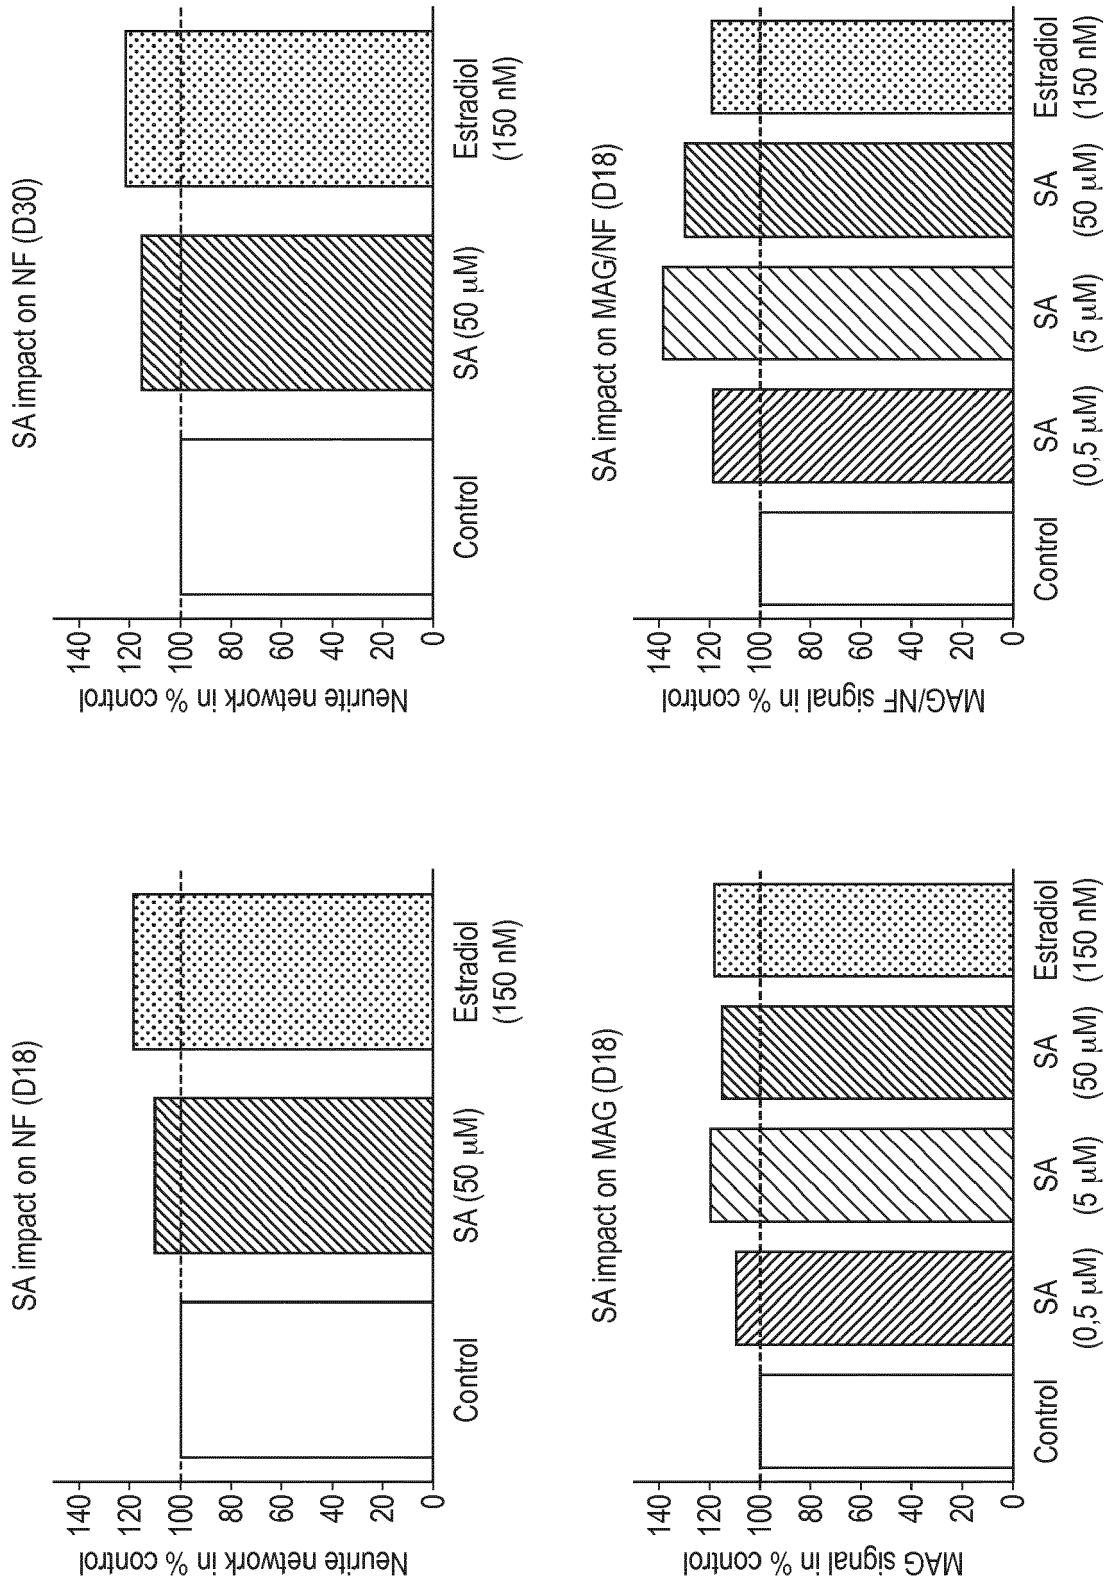 SA impact on NF (D18)
Neurite network in % control
140
120
100
80
60
40
20
0
Control
SA (50 µM)
Estradiol
(150 nM)
SA impact on NF (D30)
Neurite network in % control
140
120
100
80
60
40
20
0
Control
SA (50 µM)
Estradiol
(150 nM)
SA impact on MAG (D18)
MAG signal in % control
140
120
100
80
60
40
20
0
Control
SA
(0,5 µM)
SA
(5 µM)
SA
(50 µM)
Estradiol
(150 nM)
SA impact on MAG/NF (D18)
MAG/NF signal in % control
140
120
100
80
60
40
20
0
Control
SA
(0,5 µM)
SA
(5 µM)
SA
(50 µM)
Estradiol
(150 nM)